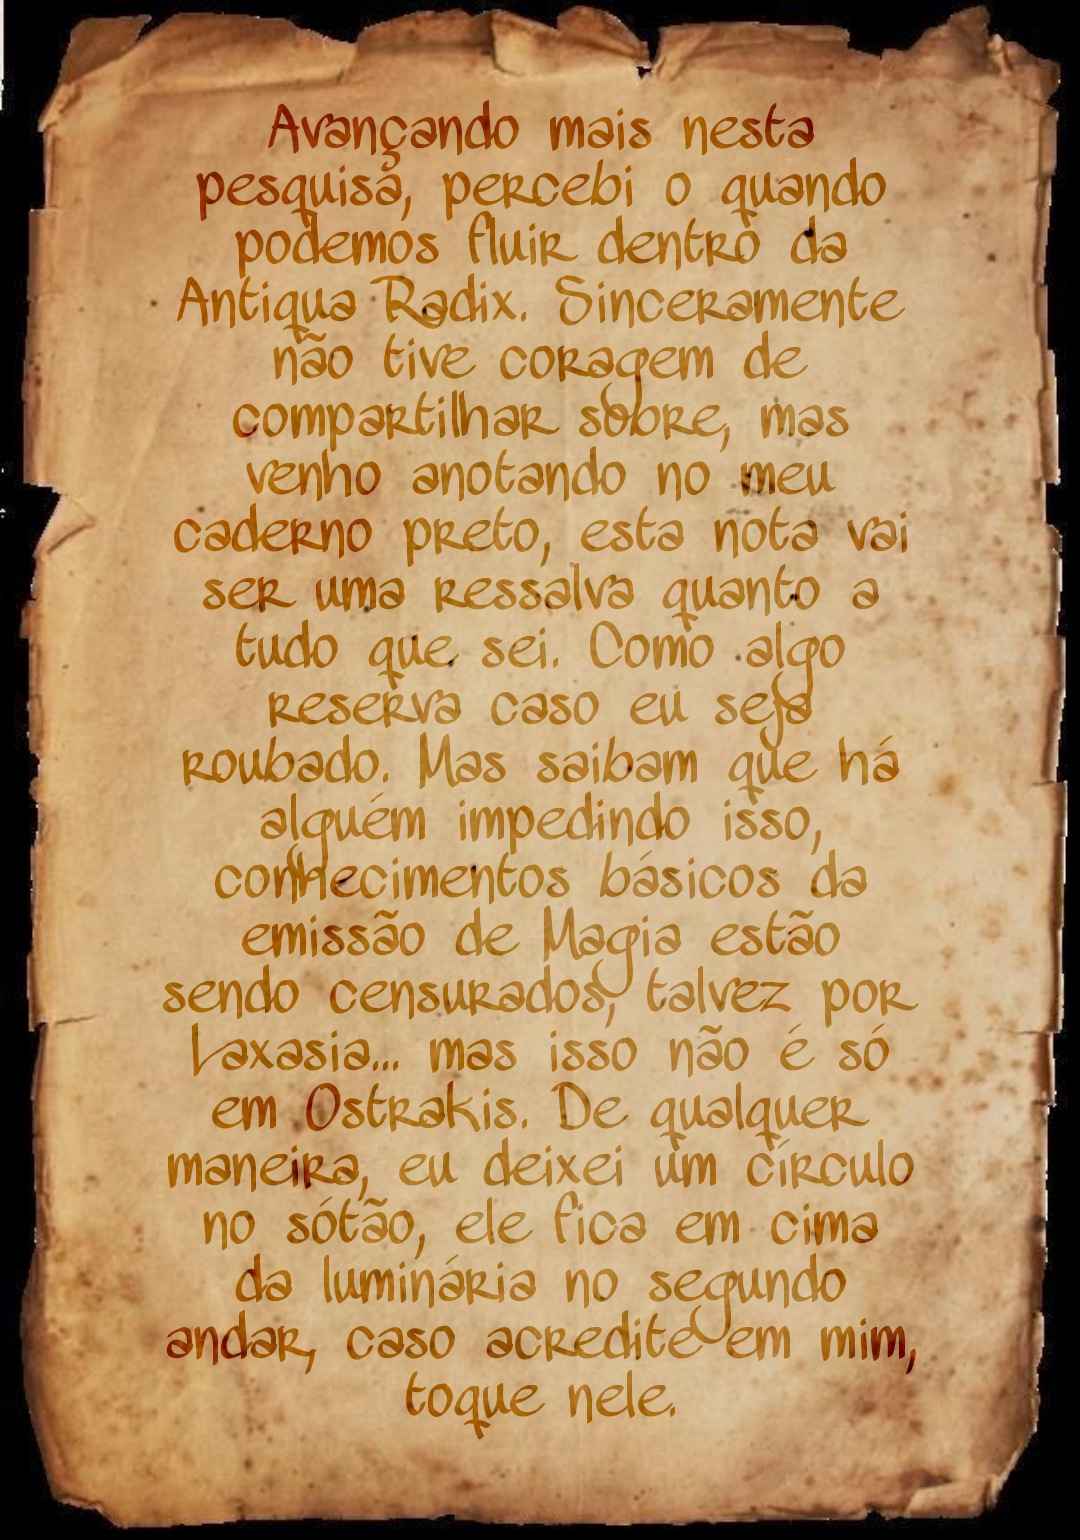 Avançando mais nesta
pesquisa, percebi o quando
podemos fluir dentro da
Antiqua Radix. Sinceramente
não tive coragem de
compartilhar sobre, mas
venho anotando no meu
caderno preto, esta nota vai
ser uma ressalva quanto a
tudo que sei. Como algo
reserva caso eu seja
roubado. Mas saibam que há
alguém impedindo isso,
conhecimentos básicos da
emissão de Magia estão
sendo censurados, talvez por
Laxasia... mas isso não é só
em Ostrakis. De qualquer
maneira, eu deixei um círculo
no sótão, ele fica em cima
da luminária no segundo
andar, caso acredite em mim,
toque nele.